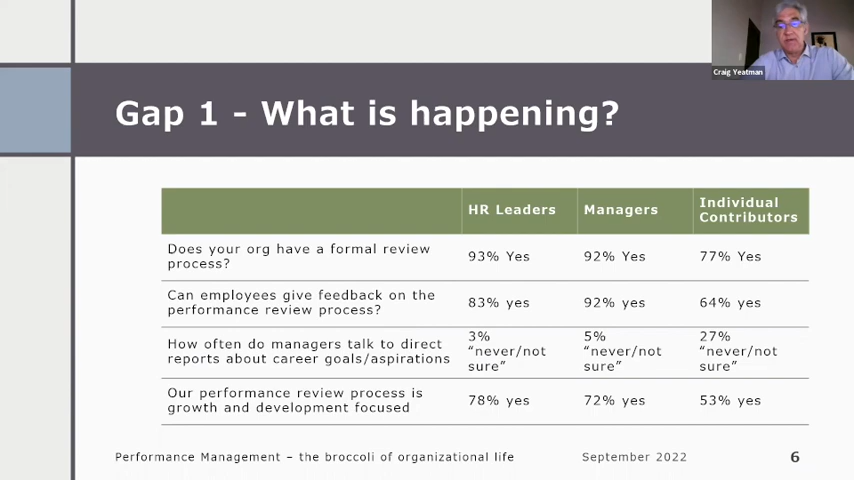 Craig Yeatman
Gap 1 - What is happening?
HR Leaders
Managers
Individual
Contributors
Does your org have a formal review
process?
93% Yes
92% Yes
77% Yes
Can employees give feedback on the
performance review process?
83% yes
92% yes
64% yes
How often do managers talk to direct
reports about career goals/aspirations
3%
“never/not
sure”
5%
“never/not
sure”
27%
“never/not
sure”
Our performance review process is
growth and development focused
78% yes
72% yes
53% yes
Performance Management – the broccoli of organizational life
September 2022
6